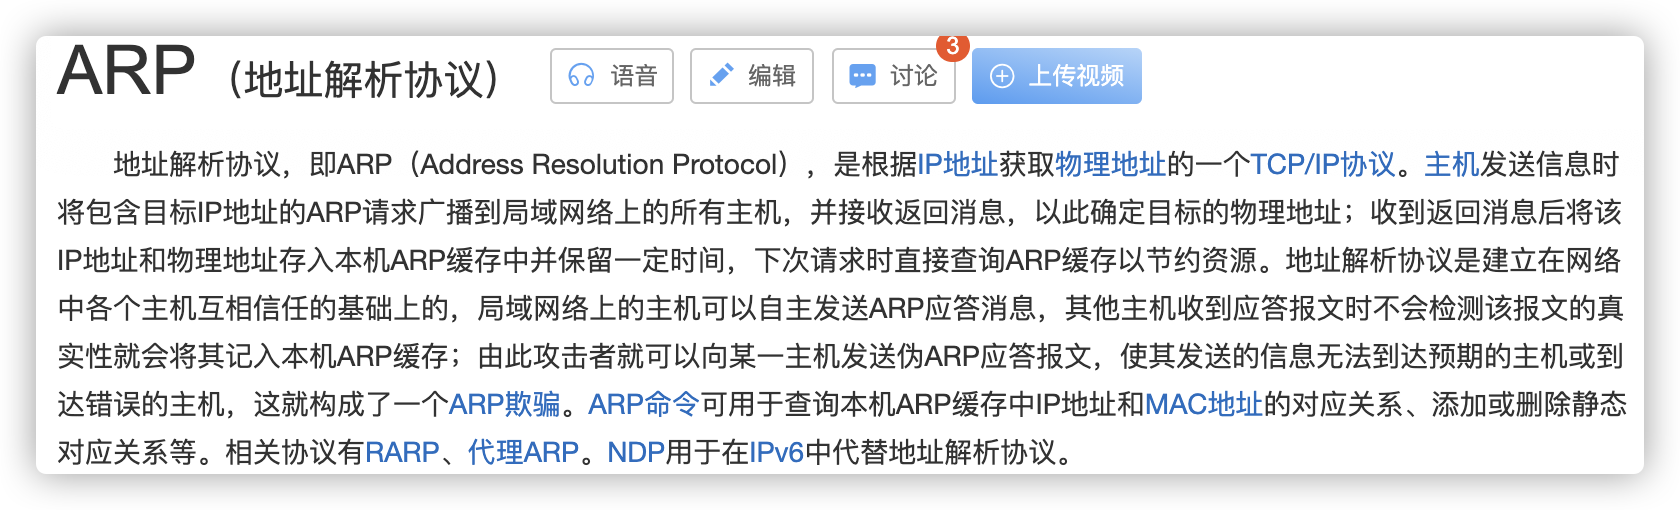 ARP（地址解析协议） 语音 编辑 讨论 3 上传视频
地址解析协议，即ARP（Address Resolution Protocol），是根据IP地址获取物理地址的一个TCP/IP协议。主机发送信息时
将包含目标IP地址的ARP请求广播到局域网络上的所有主机，并接收返回消息，以此确定目标的物理地址；收到返回消息后将该
IP地址和物理地址存入本机ARP缓存中并保留一定时间，下次请求时直接查询ARP缓存以节约资源。地址解析协议是建立在网络
中各个主机互相信任的基础上的，局域网络上的主机可以自主发送ARP应答消息，其他主机收到应答报文时不会检测该报文的真
实性就会将其记入本机ARP缓存；由此攻击者就可以向某一主机发送伪ARP应答报文，使其发送的信息无法到达预期的主机或到
达错误的主机，这就构成了一个ARP欺骗。ARP命令可用于查询本机ARP缓存中IP地址和MAC地址的对应关系、添加或删除静态
对应关系等。相关协议有RARP、代理ARP。NDP用于在IPv6中代替地址解析协议。